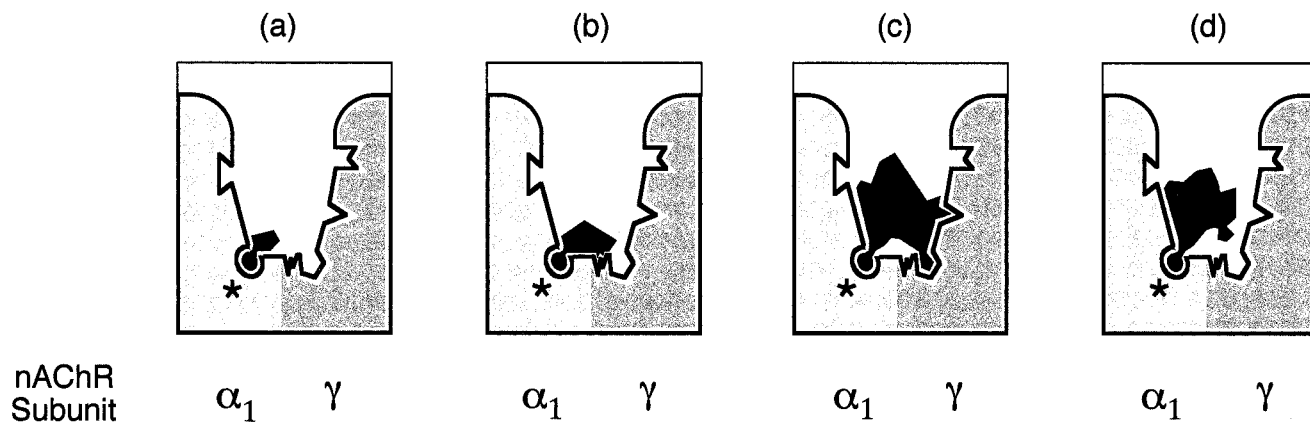 (a) (b) (c) (d)
* * * *
nAChR
Subunit
α₁ γ α₁ γ α₁ γ α₁ γ